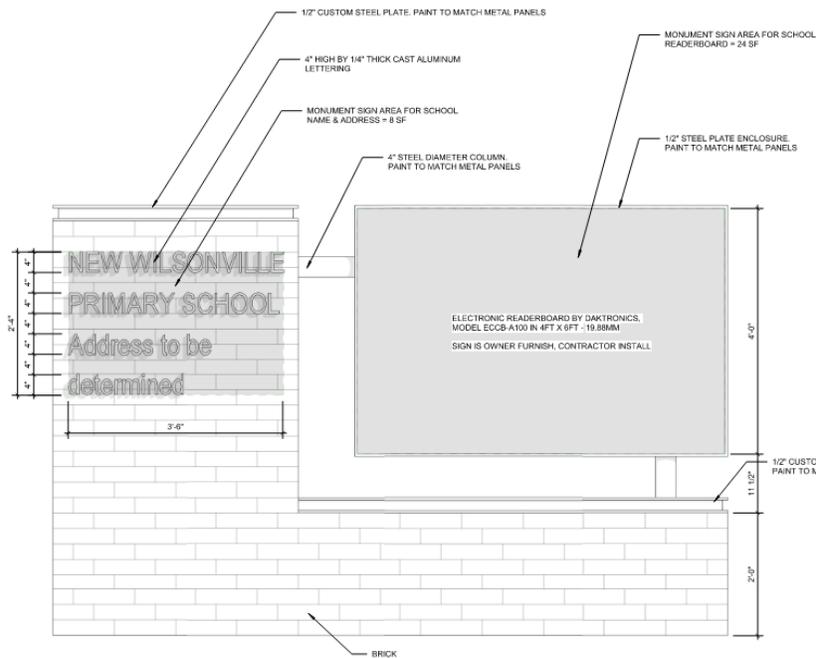 1/2" CUSTOM STEEL PLATE. PAINT TO MATCH METAL PANELS
4" HIGH BY 1/4" THICK CAST ALUMINUM
LETTERING
MONUMENT SIGN AREA FOR SCHOOL
NAME & ADDRESS = 8 SF
4" STEEL DIAMETER COLUMN.
PAINT TO MATCH METAL PANELS
MONUMENT SIGN AREA FOR SCHOOL
READERBOARD = 24 SF
1/2" STEEL PLATE ENCLOSURE.
PAINT TO MATCH METAL PANELS
NEW WILSONVILLE
PRIMARY SCHOOL
Address to be
determined
4"
4"
4"
4"
4"
4"
4"
2'-4"
3'-6"
ELECTRONIC READERBOARD BY DAKTRONICS,
MODEL ECCB-A100 IN 4FT X 6FT - 19.88MM
SIGN IS OWNER FURNISH, CONTRACTOR INSTALL
4'-0"
11 1/2"
2'-0"
1/2" CUSTO
PAINT TO M
BRICK